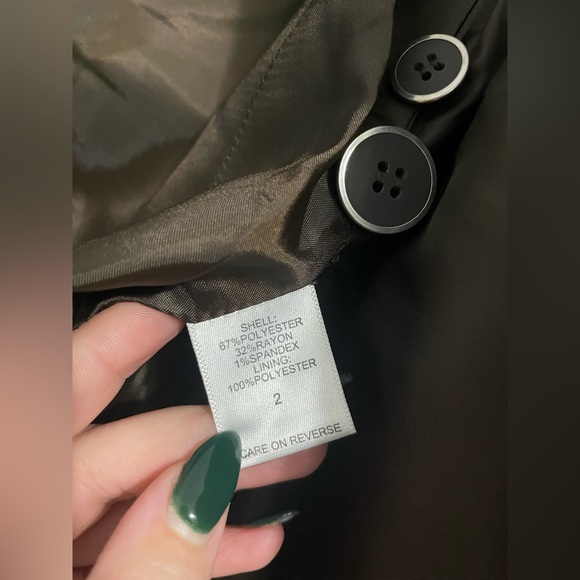 SHELL:
67%POLYESTER
32%RAYON
1%SPANDEX
LINING:
100%POLYESTER
2
CARE ON REVERSE